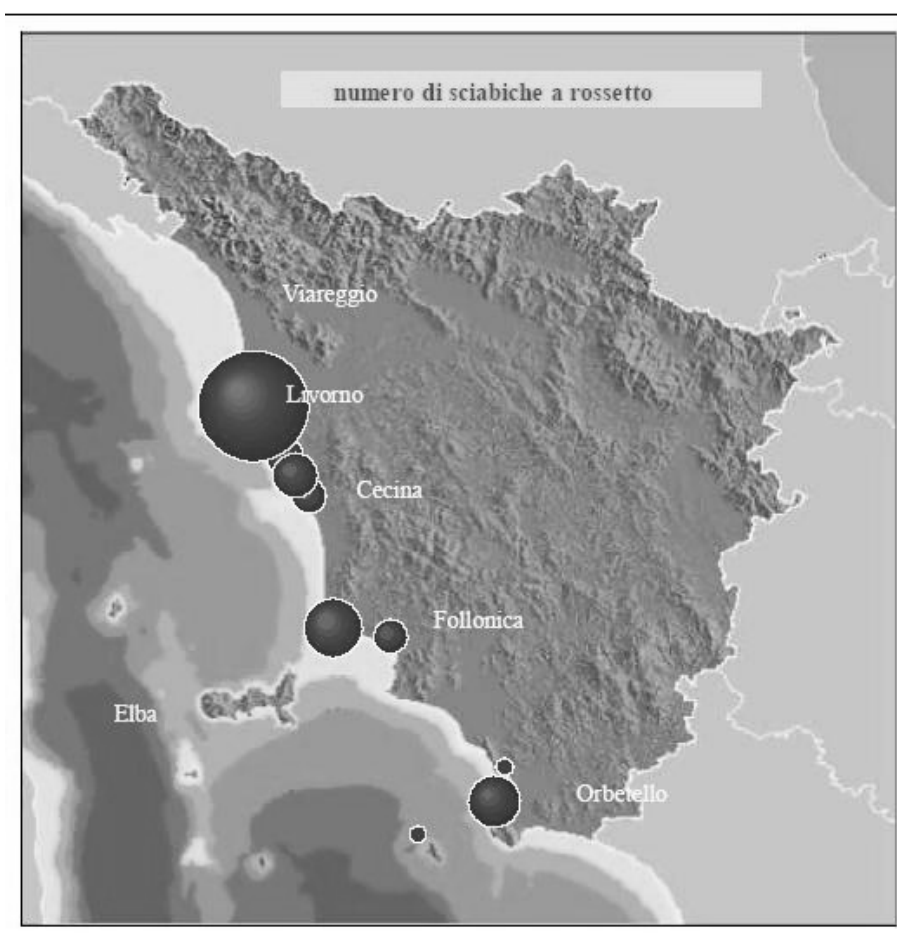 numero di sciabiche a rossetto
Viareggio
Livorno
Cecina
Follonica
Elba
Orbetello